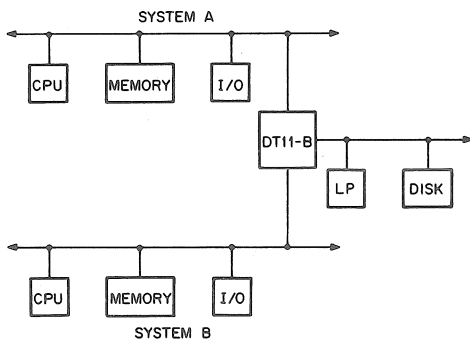 SYSTEM A
CPU
MEMORY
I/O
DT11-B
LP
DISK
CPU
MEMORY
I/O
SYSTEM B